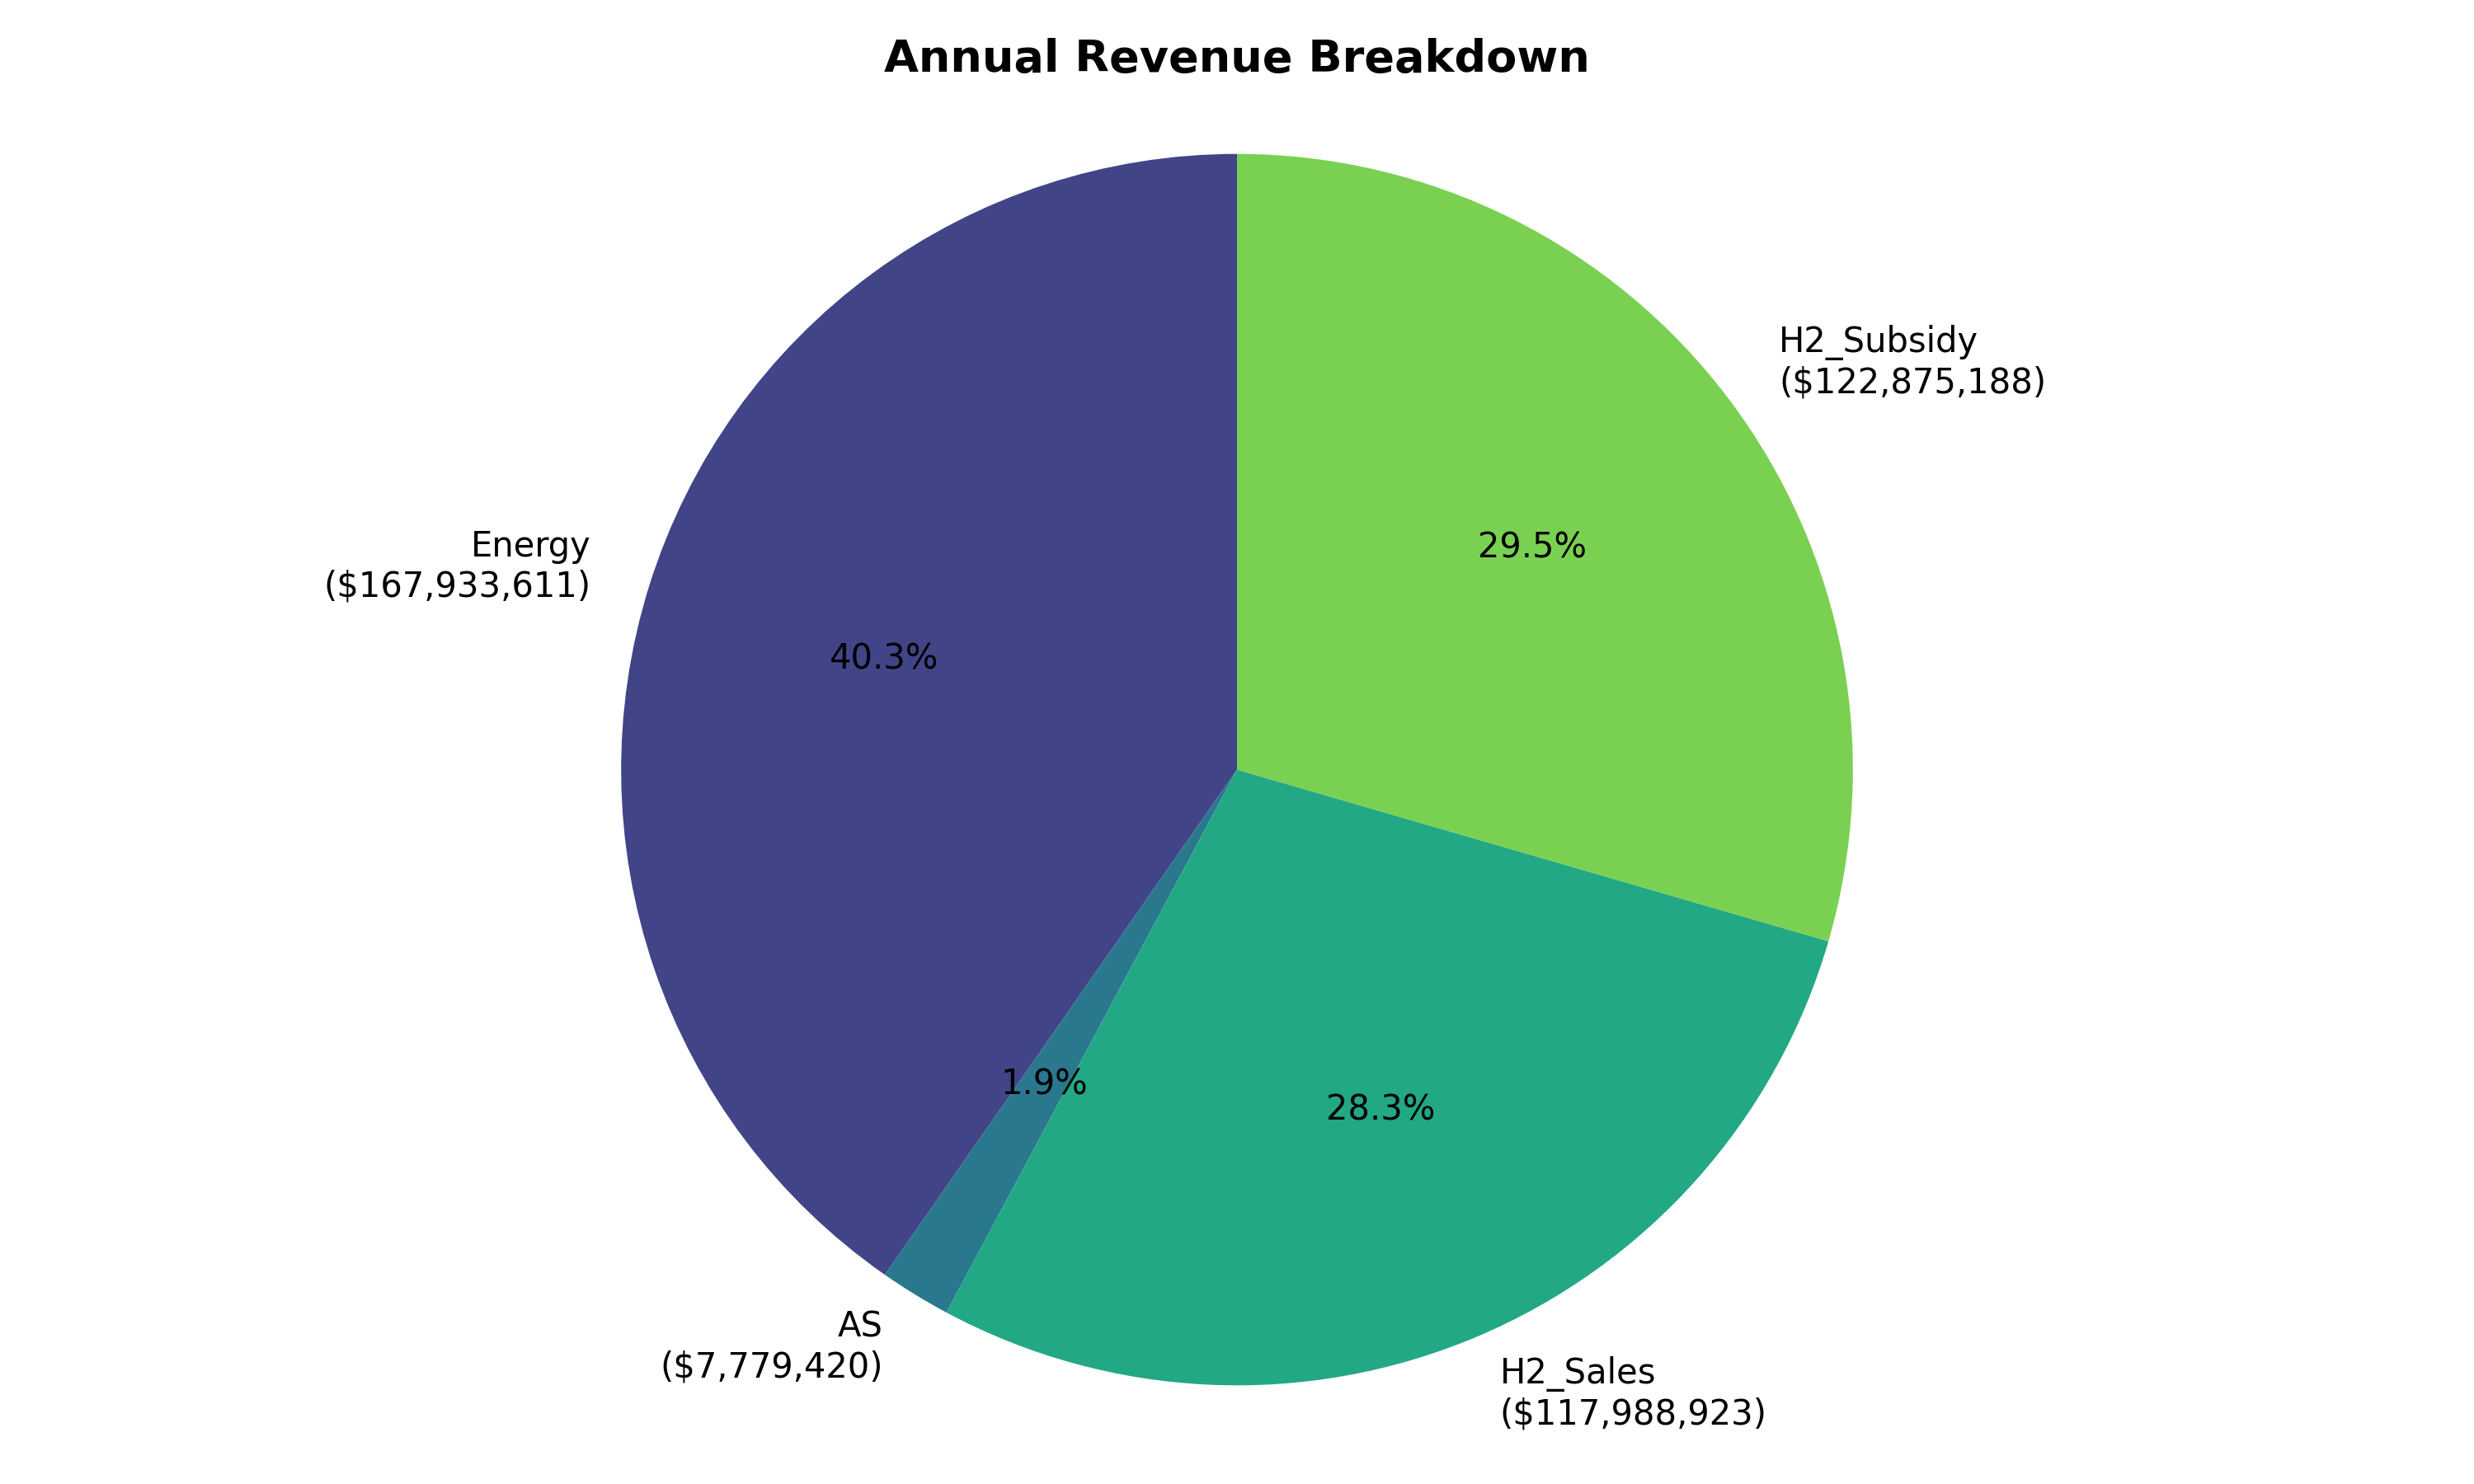 Annual Revenue Breakdown
H2_Subsidy
($122,875,188)
29.5%
Energy
($167,933,611)
40.3%
1.9%
28.3%
AS
($7,779,420)
H2_Sales
($117,988,923)